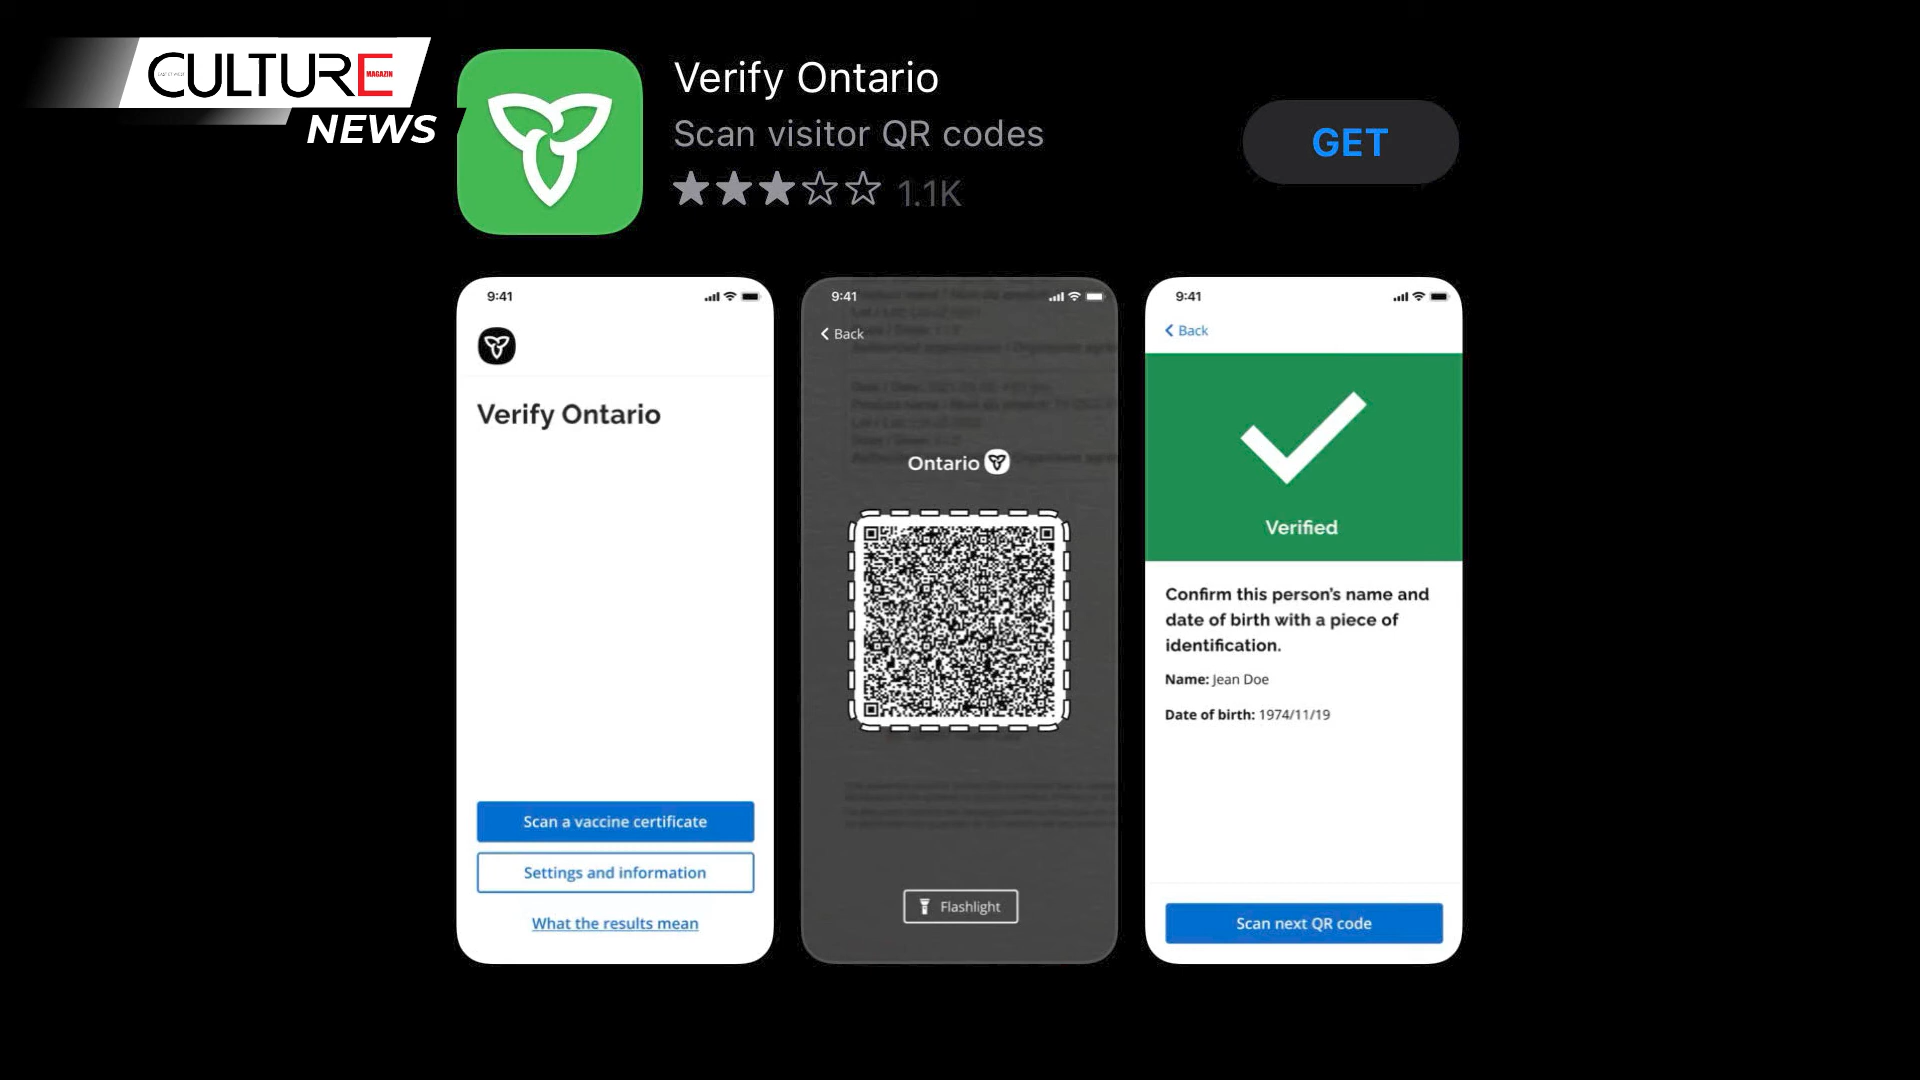 CULTURE
MAGAZIN
NEWS
Verify Ontario
Scan visitor QR codes
1.1K
GET
9:41
Verify Ontario
Scan a vaccine certificate
Settings and information
What the results mean
9:41
Back
Ontario
Flashlight
9:41
Back
Verified
Confirm this person's name and
date of birth with a piece of
identification.
Name: Jean Doe
Date of birth: 1974/11/19
Scan next QR code